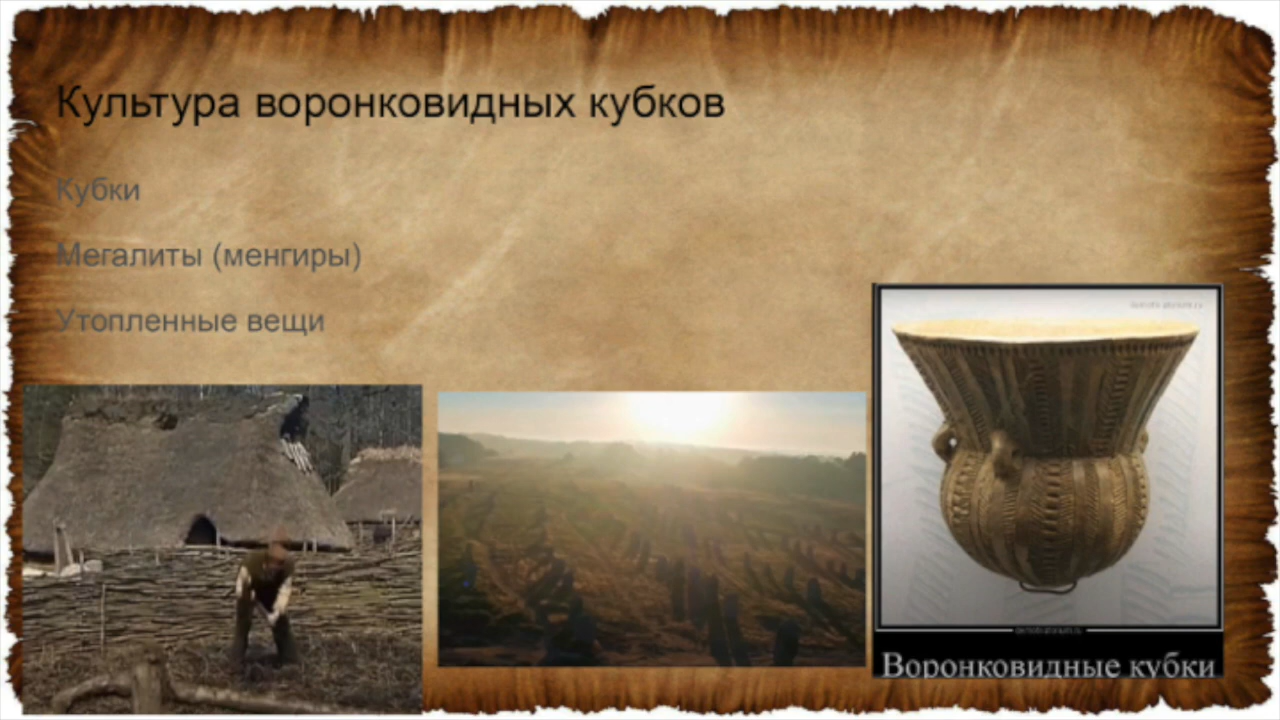 Культура воронковидных кубков
Кубки
Мегалиты (менгиры)
Утопленные вещи
Воронковидные кубки